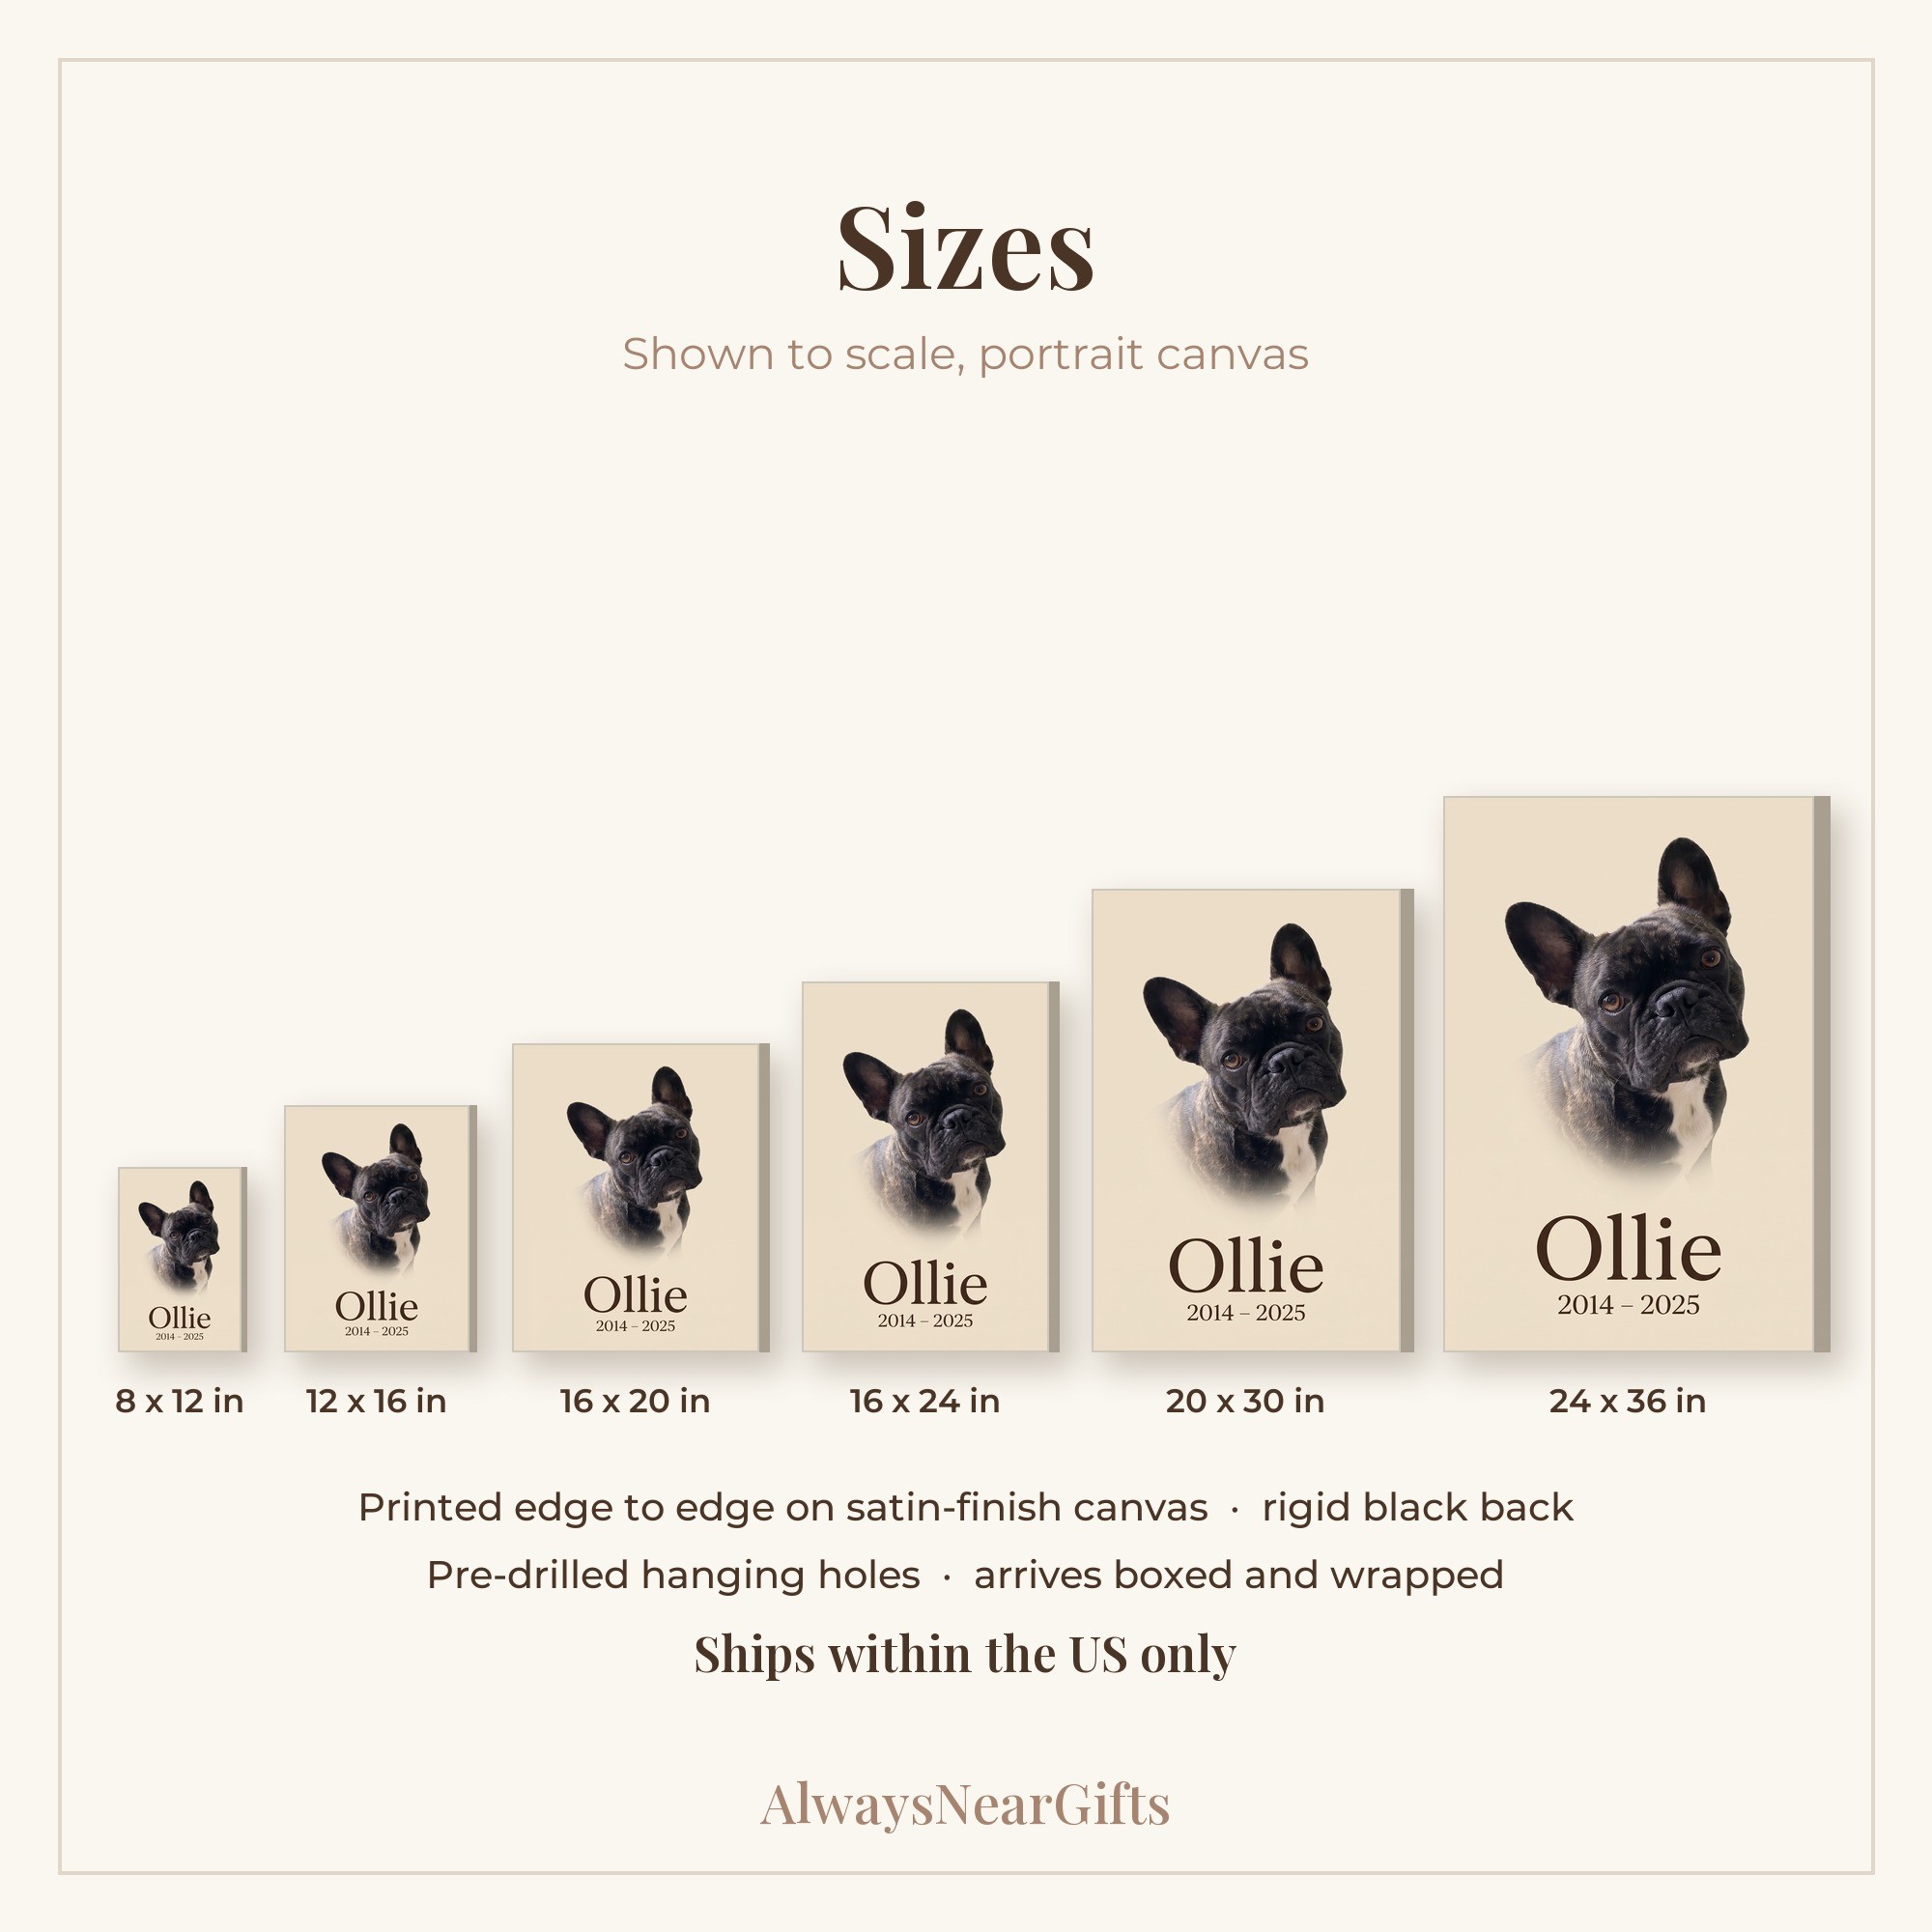 Sizes
Shown to scale, portrait canvas
Ollie
2014 – 2025
Ollie
2014 – 2025
Ollie
2014 – 2025
Ollie
2014 – 2025
Ollie
2014 – 2025
Ollie
2014 – 2025
8 x 12 in
12 x 16 in
16 x 20 in
16 x 24 in
20 x 30 in
24 x 36 in
Printed edge to edge on satin-finish canvas · rigid black back
Pre-drilled hanging holes · arrives boxed and wrapped
Ships within the US only
AlwaysNearGifts